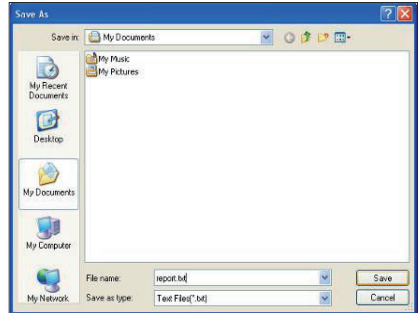 Save As
Save in:
My Documents
My Recent
Documents
Desktop
My Documents
My Computer
My Network
My Music
My Pictures
File name:
report.txt
Save
Save as type:
Text Files(*.txt)
Cancel